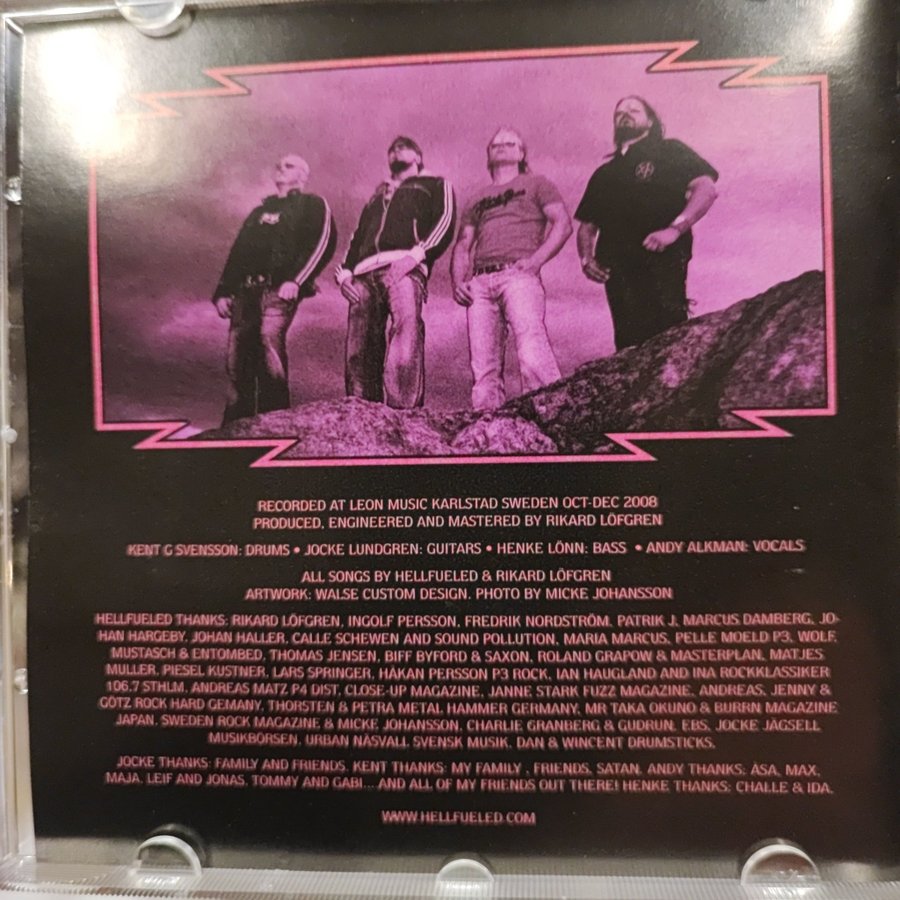 RECORDED AT LEON MUSIC KARLSTAD SWEDEN OCT-DEC 2008
PRODUCED, ENGINEERED AND MASTERED BY RIKARD LÖFGREN
KENT G SVENSSON: DRUMS • JOCKE LUNDGREN: GUITARS • HENKE LÖNN: BASS • ANDY ALKMAN: VOCALS
ALL SONGS BY HELLFUELED & RIKARD LÖFGREN
ARTWORK: WALSE CUSTOM DESIGN. PHOTO BY MICKE JOHANSSON
HELLFUELED THANKS: RIKARD LÖFGREN, INGOLF PERSSON, FREDRIK NORDSTRÖM, PATRIK J, MARCUS DAMBERG, JO-
HAN HARGEBY, JOHAN HALLER, CALLE SCHEWEN AND SOUND POLLUTION, MARIA MARCUS, PELLE MOELD P3, WOLF,
MUSTASCH & ENTOMBED, THOMAS JENSEN, BIFF BYFORD & SAXON, ROLAND GRAPOW & MASTERPLAN, MATJES
MULLER, PIESEL KUSTNER, LARS SPRINGER, HÅKAN PERSSON P3 ROCK, IAN HAUGLAND AND INA ROCKKLASSIKER
106.7 STHLM, ANDREAS MATZ P4 DIST, CLOSE-UP MAGAZINE, JANNE STARK FUZZ MAGAZINE, ANDREAS, JENNY &
GÖTZ ROCK HARD GEMANY, THORSTEN & PETRA METAL HAMMER GERMANY, MR TAKA OKUNO & BURRN MAGAZINE
JAPAN, SWEDEN ROCK MAGAZINE & MICKE JOHANSSON, CHARLIE GRANBERG & GUDRUN, EBS, JOCKE JÄGSELL
MUSIKBÖRSEN, URBAN NÄSVALL SVENSK MUSIK, DAN & WINCENT DRUMSTICKS.
JOCKE THANKS: FAMILY AND FRIENDS. KENT THANKS: MY FAMILY , FRIENDS, SATAN. ANDY THANKS: ÅSA, MAX,
MAJA, LEIF AND JONAS, TOMMY AND GABI... AND ALL OF MY FRIENDS OUT THERE! HENKE THANKS: CHALLE & IDA.
WWW.HELLFUELED.COM